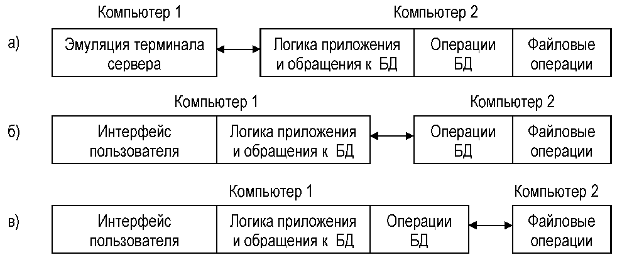 Компьютер 1 Компьютер 2
а) Эмуляция терминала Логика приложения Операции Файловые
сервера и обращения к БД БД операции
Компьютер 1 Компьютер 2
б) Интерфейс Логика приложения Операции Файловые
пользователя и обращения к БД БД операции
Компьютер 1 Компьютер 2
в) Интерфейс Логика приложения Операции Файловые
пользователя и обращения к БД БД операции